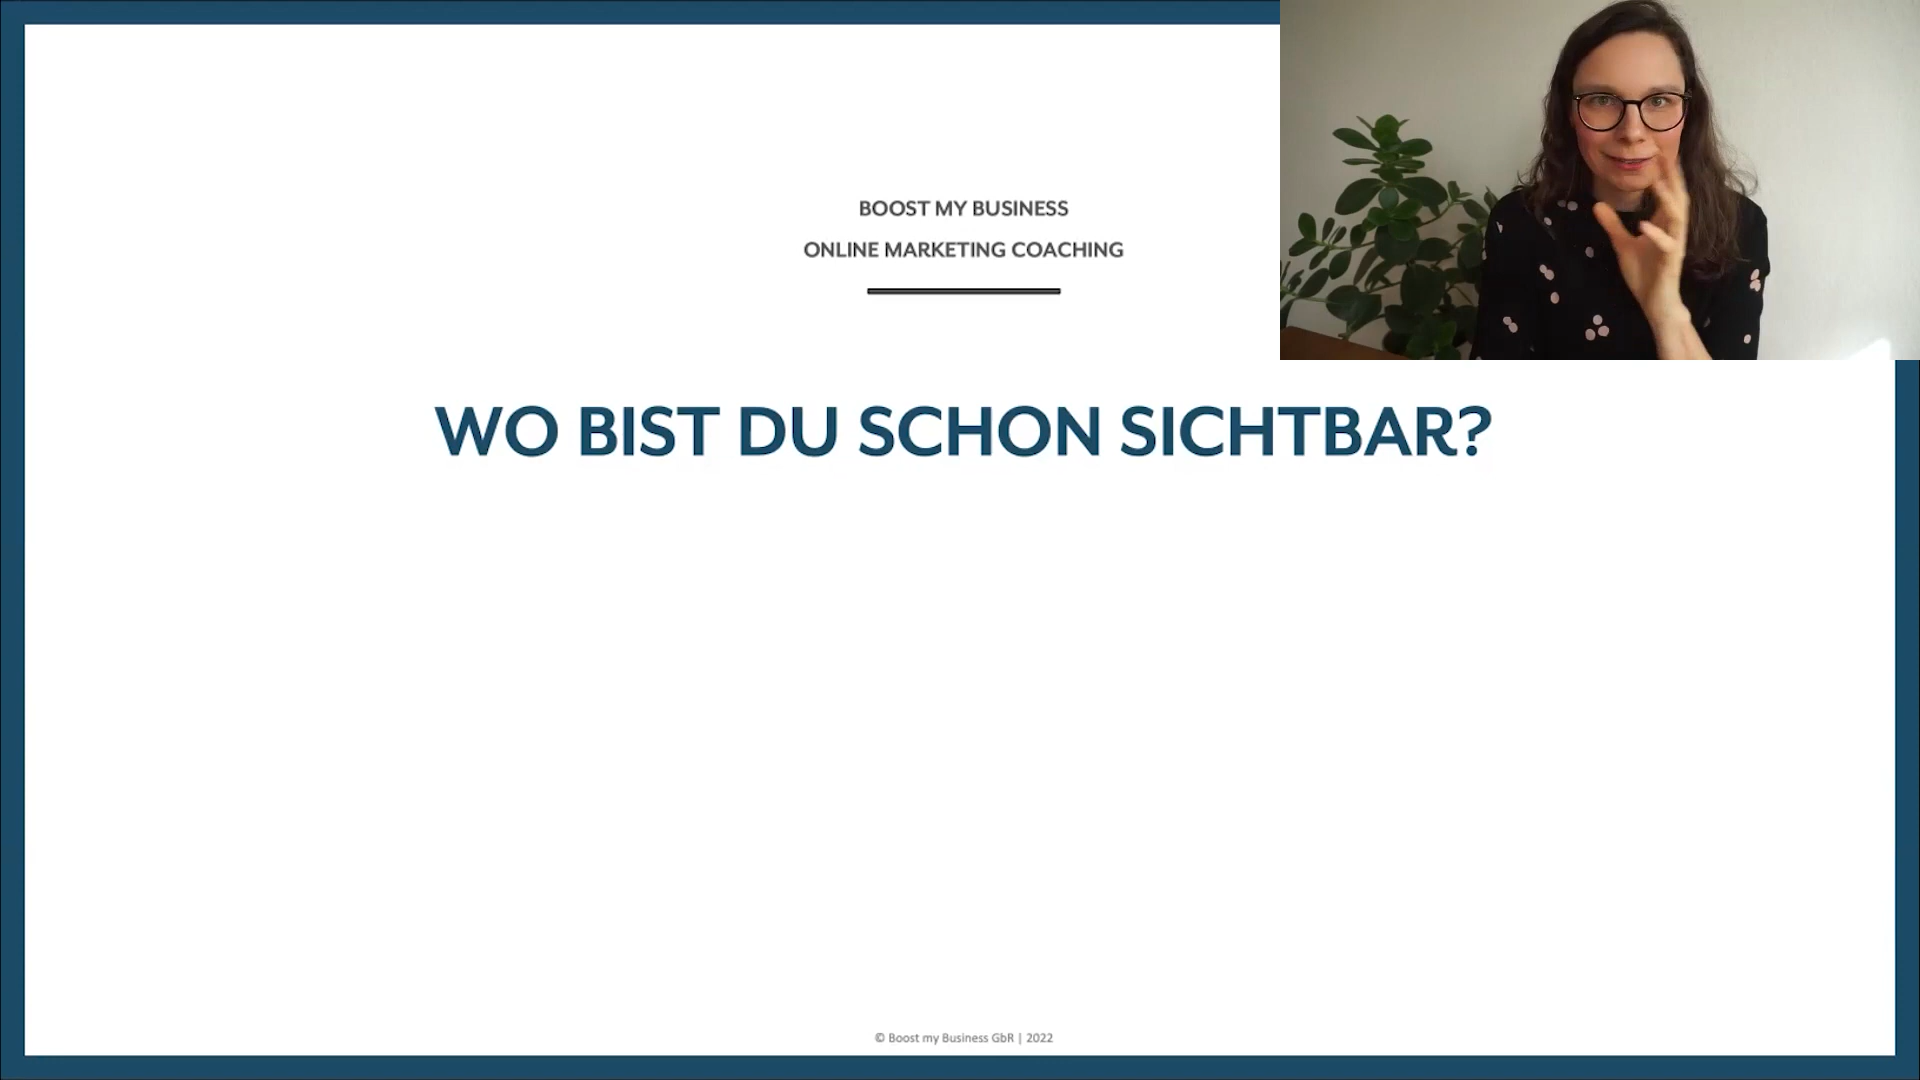 BOOST MY BUSINESS
ONLINE MARKETING COACHING
WO BIST DU SCHON SICHTBAR?
© Boost my Business GbR | 2022